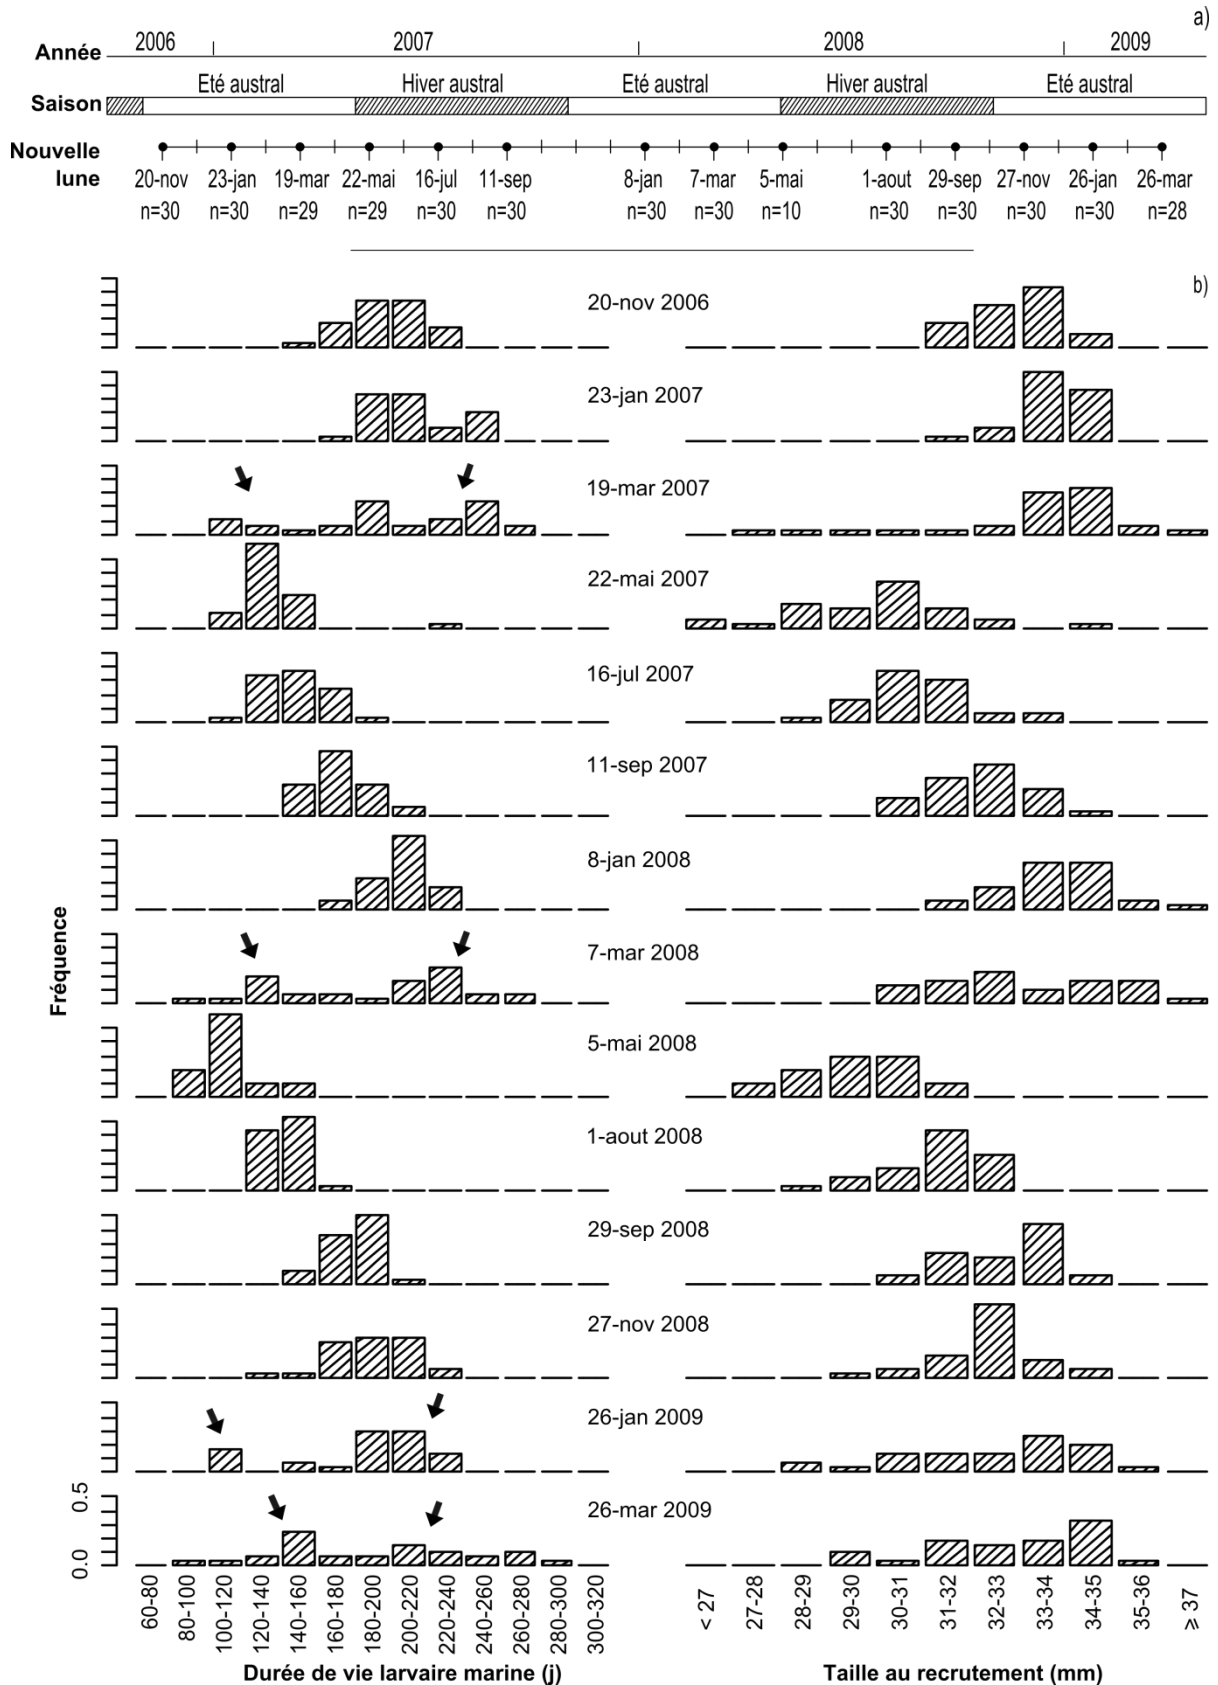 a)
Année 2006 2007 2008 2009
Saison Eté austral Hiver austral Eté austral Hiver austral Eté austral
Nouvelle lune
20-nov 23-jan 19-mar 22-mai 16-jul 11-sep 8-jan 7-mar 5-mai 1-aout 29-sep 27-nov 26-jan 26-mar
n=30 n=30 n=29 n=29 n=30 n=30 n=30 n=30 n=10 n=30 n=30 n=30 n=30 n=28
b)
20-nov 2006
23-jan 2007
19-mar 2007
22-mai 2007
16-jul 2007
11-sep 2007
8-jan 2008
7-mar 2008
5-mai 2008
1-aout 2008
29-sep 2008
27-nov 2008
26-jan 2009
26-mar 2009
Fréquence
0.5
0.0
60-80 80-100 100-120 120-140 140-160 160-180 180-200 200-220 220-240 240-260 260-280 280-300 300-320
< 27 27-28 28-29 29-30 30-31 31-32 32-33 33-34 34-35 35-36 ≥ 37
Durée de vie larvaire marine (j)
Taille au recrutement (mm)